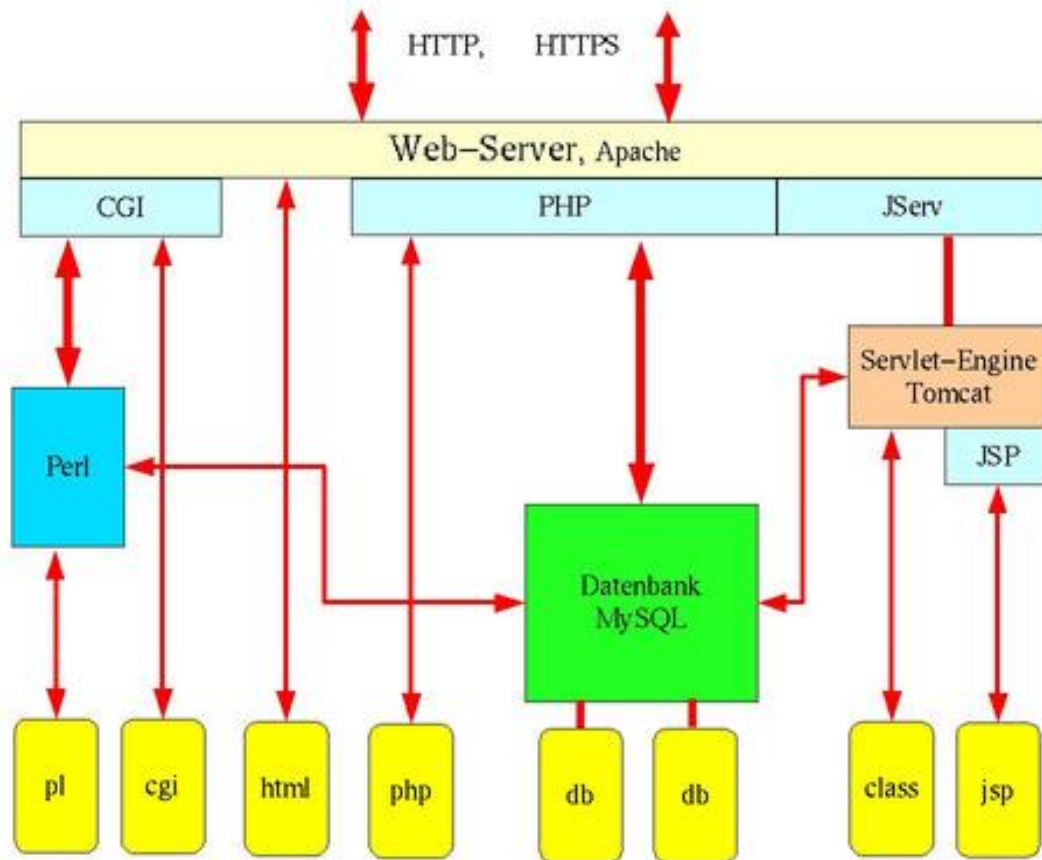 HTTP, HTTPS
Web-Server, Apache
CGI
PHP
JServ
Servlet-Engine
Tomcat
JSP
Perl
Datenbank
MySQL
pl
cgi
html
php
db
db
class
jsp